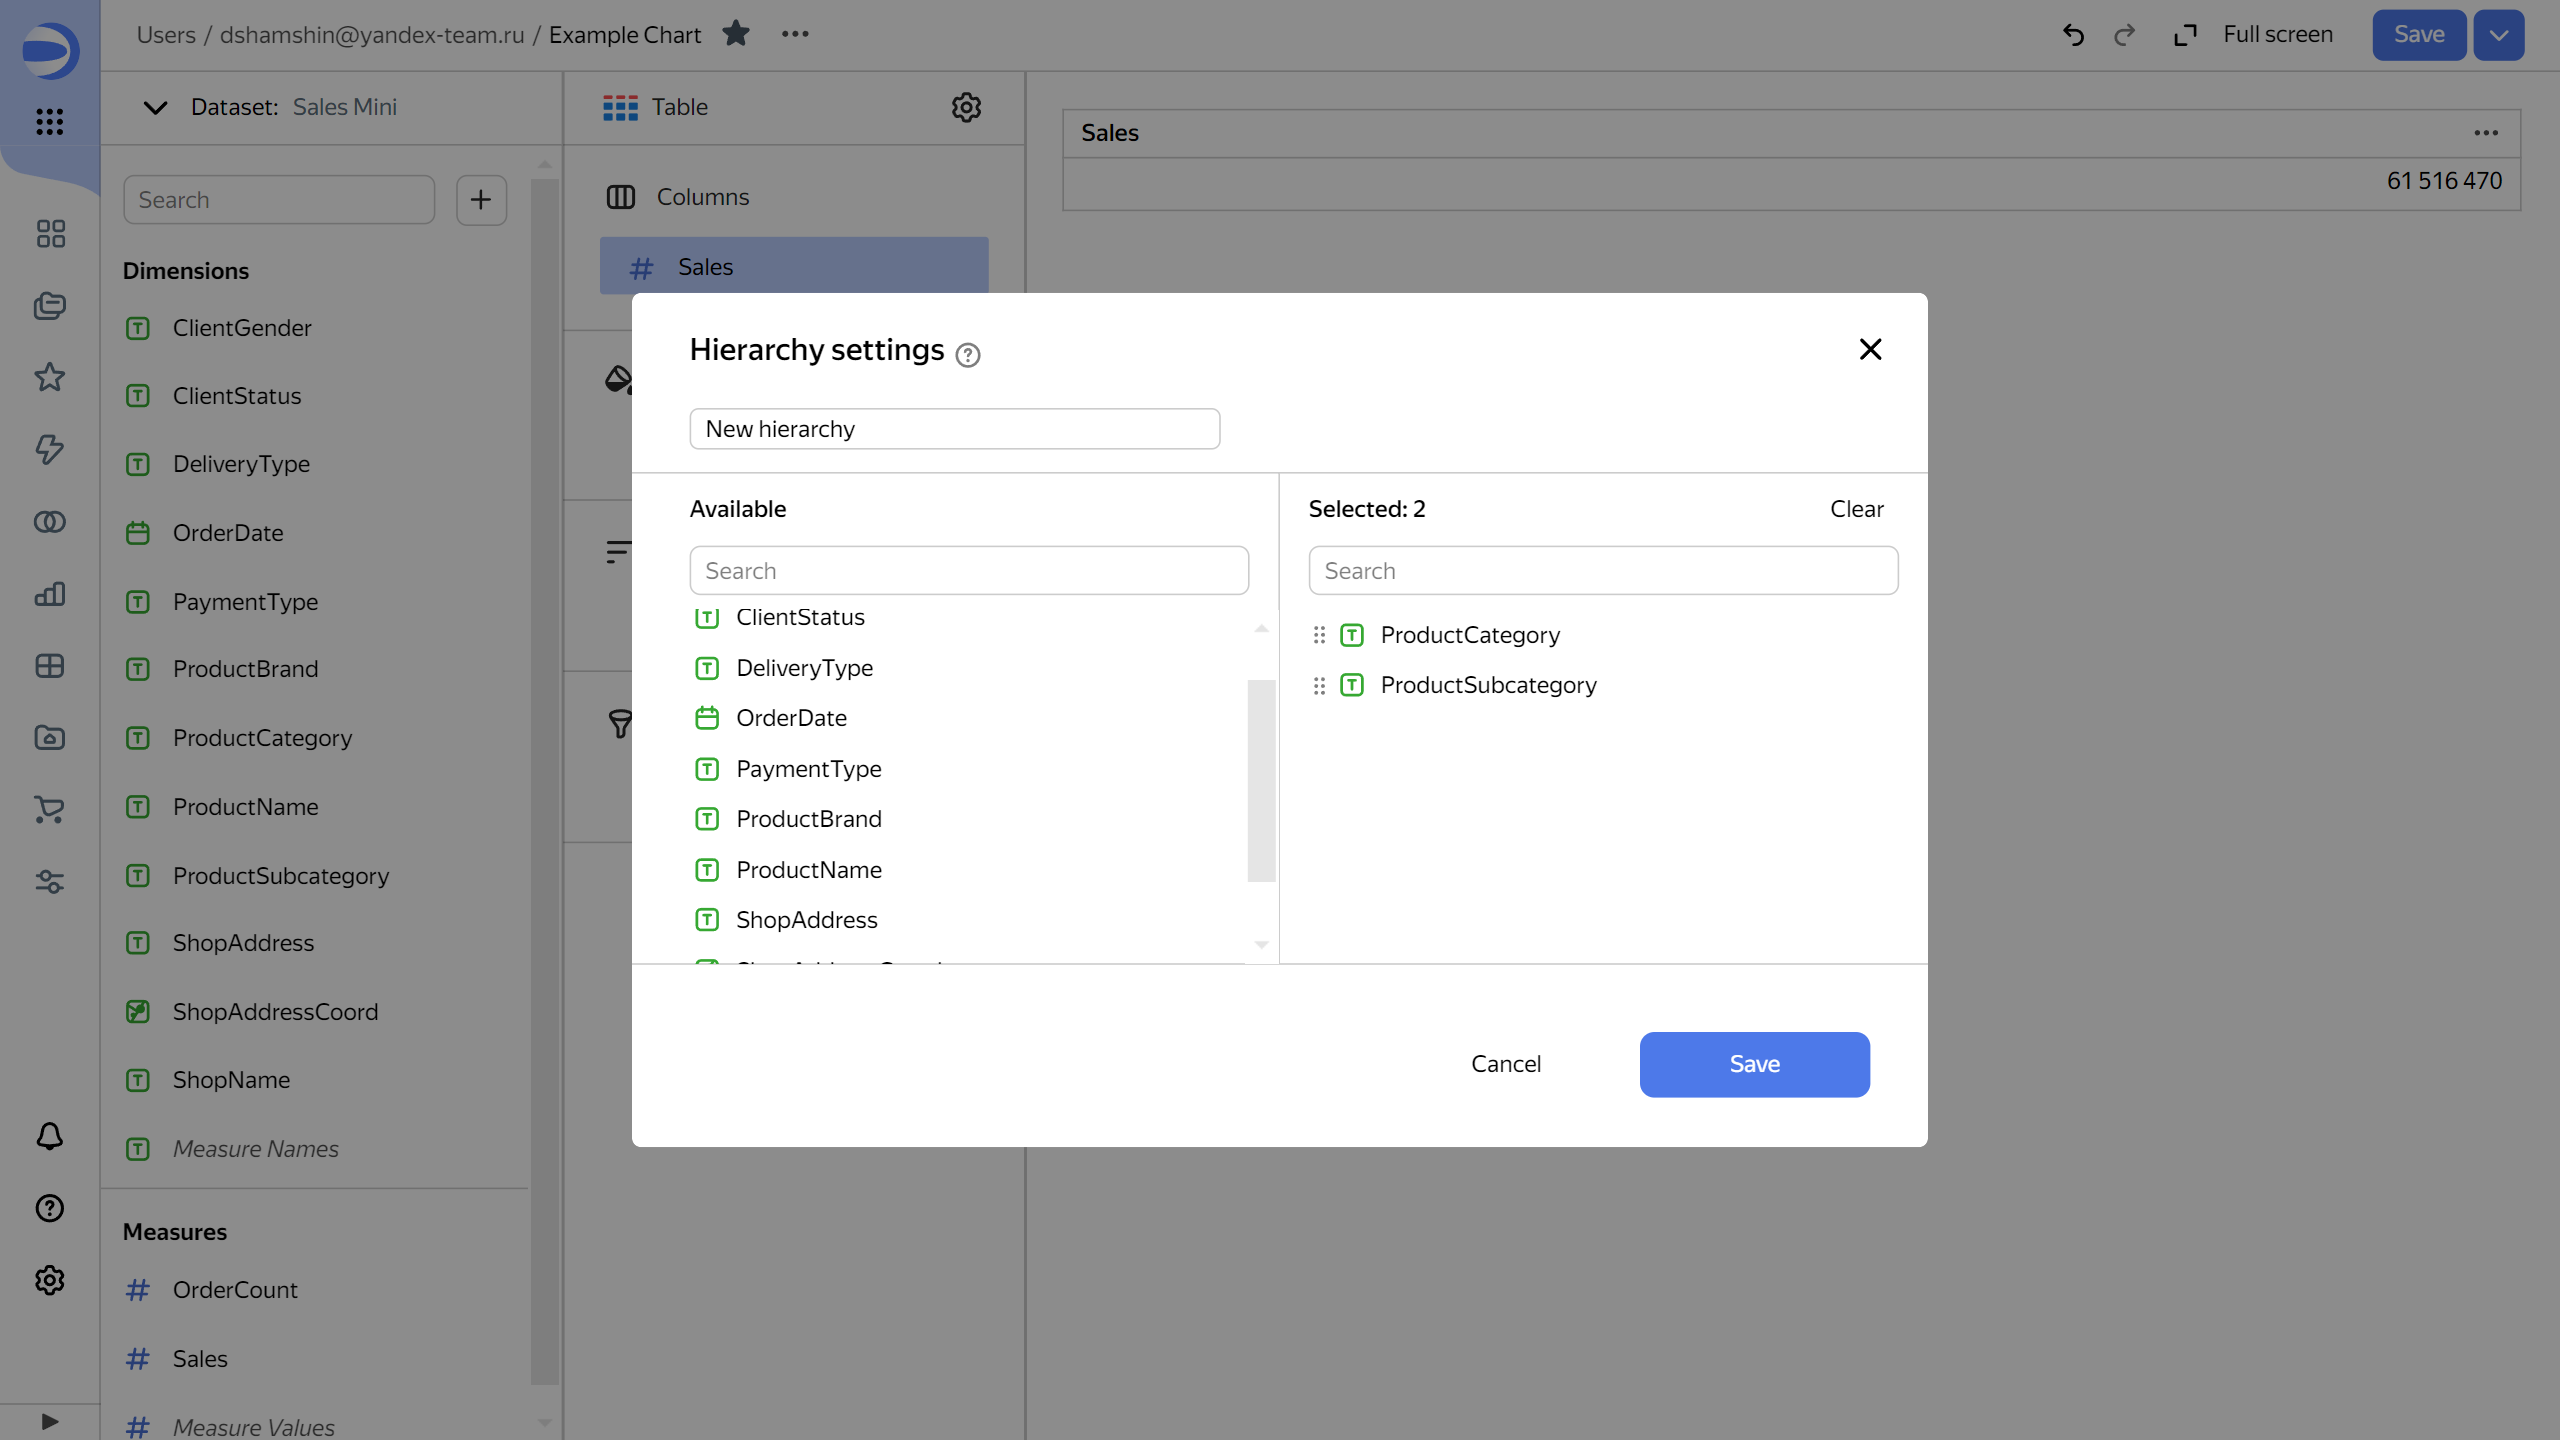 Users / dshamshin@yandex-team.ru / Example Chart
Full screen
Save
Dataset: Sales Mini
Search
Dimensions
ClientGender
ClientStatus
DeliveryType
OrderDate
PaymentType
ProductBrand
ProductCategory
ProductName
ProductSubcategory
ShopAddress
ShopAddressCoord
ShopName
Measure Names
Measures
OrderCount
Sales
Measure Values
Table
Columns
Sales
Sales
61 516 470
Hierarchy settings
New hierarchy
Available
Search
ClientStatus
DeliveryType
OrderDate
PaymentType
ProductBrand
ProductName
ShopAddress
Selected: 2
Clear
Search
ProductCategory
ProductSubcategory
Cancel
Save